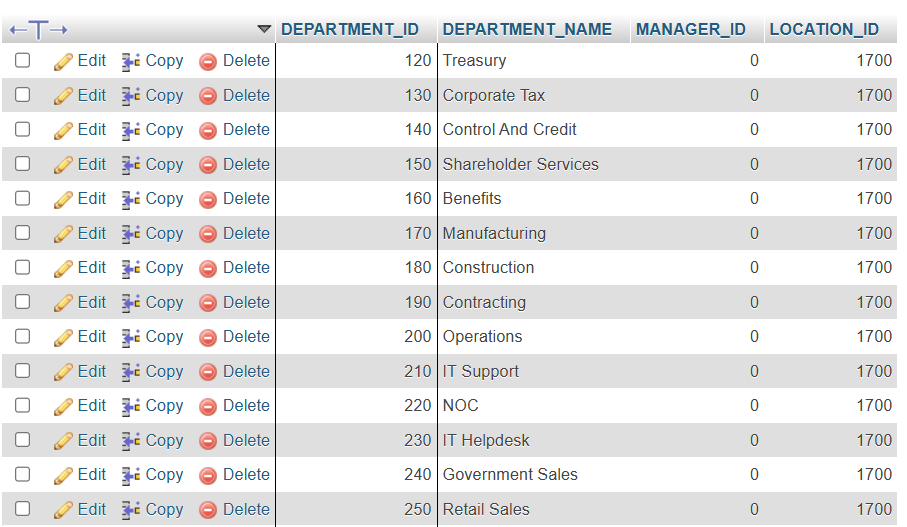 DEPARTMENT_ID DEPARTMENT_NAME MANAGER_ID LOCATION_ID
Edit Copy Delete 120 Treasury 0 1700
Edit Copy Delete 130 Corporate Tax 0 1700
Edit Copy Delete 140 Control And Credit 0 1700
Edit Copy Delete 150 Shareholder Services 0 1700
Edit Copy Delete 160 Benefits 0 1700
Edit Copy Delete 170 Manufacturing 0 1700
Edit Copy Delete 180 Construction 0 1700
Edit Copy Delete 190 Contracting 0 1700
Edit Copy Delete 200 Operations 0 1700
Edit Copy Delete 210 IT Support 0 1700
Edit Copy Delete 220 NOC 0 1700
Edit Copy Delete 230 IT Helpdesk 0 1700
Edit Copy Delete 240 Government Sales 0 1700
Edit Copy Delete 250 Retail Sales 0 1700